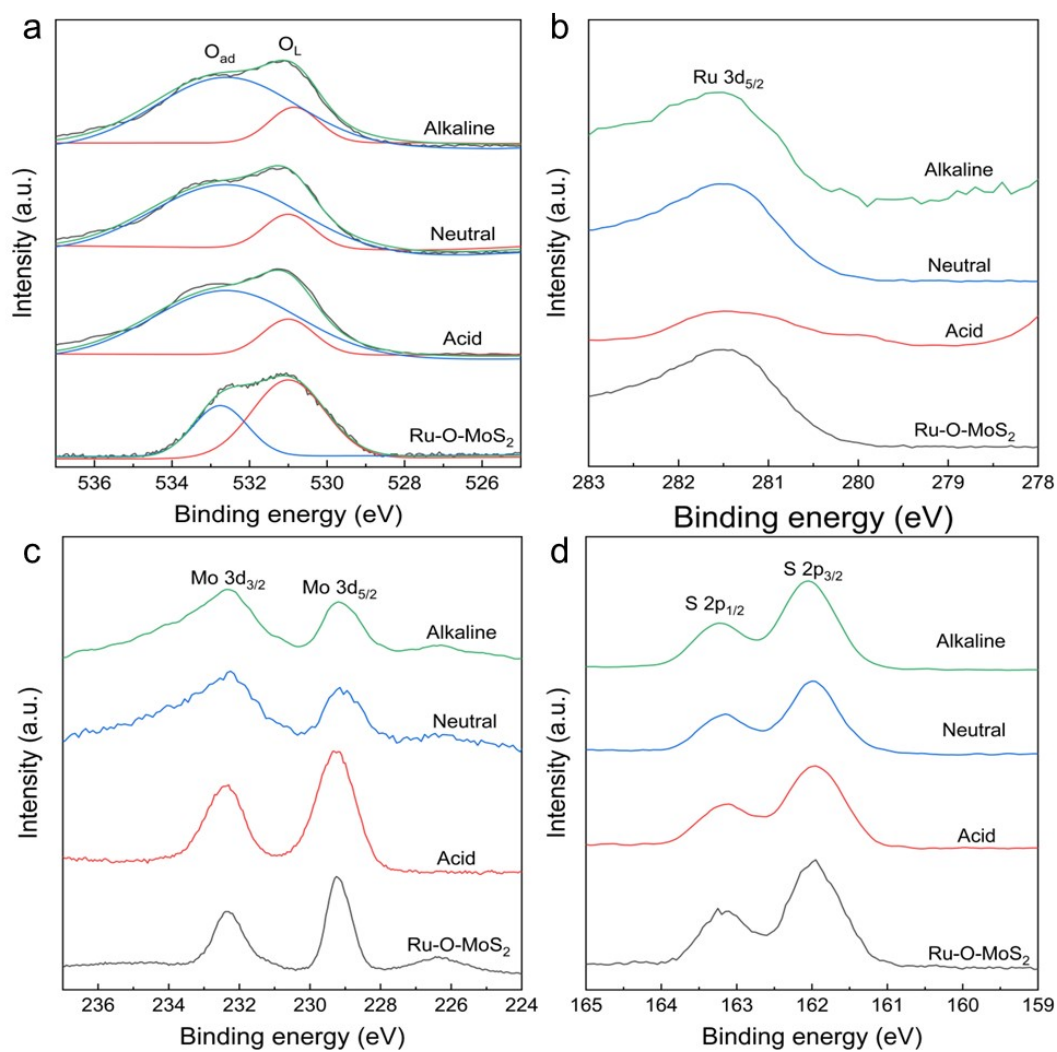 a
O_ad O_L
Alkaline
Neutral
Acid
Ru-O-MoS₂
Intensity (a.u.)
536 534 532 530 528 526
Binding energy (eV)
b
Ru 3d₅/₂
Alkaline
Neutral
Acid
Ru-O-MoS₂
Intensity (a.u.)
283 282 281 280 279 278
Binding energy (eV)
c
Mo 3d₃/₂ Mo 3d₅/₂
Alkaline
Neutral
Acid
Ru-O-MoS₂
Intensity (a.u.)
236 234 232 230 229 226 224
Binding energy (eV)
d
S 2p₁/₂ S 2p₃/₂
Alkaline
Neutral
Acid
Ru-O-MoS₂
Intensity (a.u.)
165 164 163 162 161 160 159
Binding energy (eV)